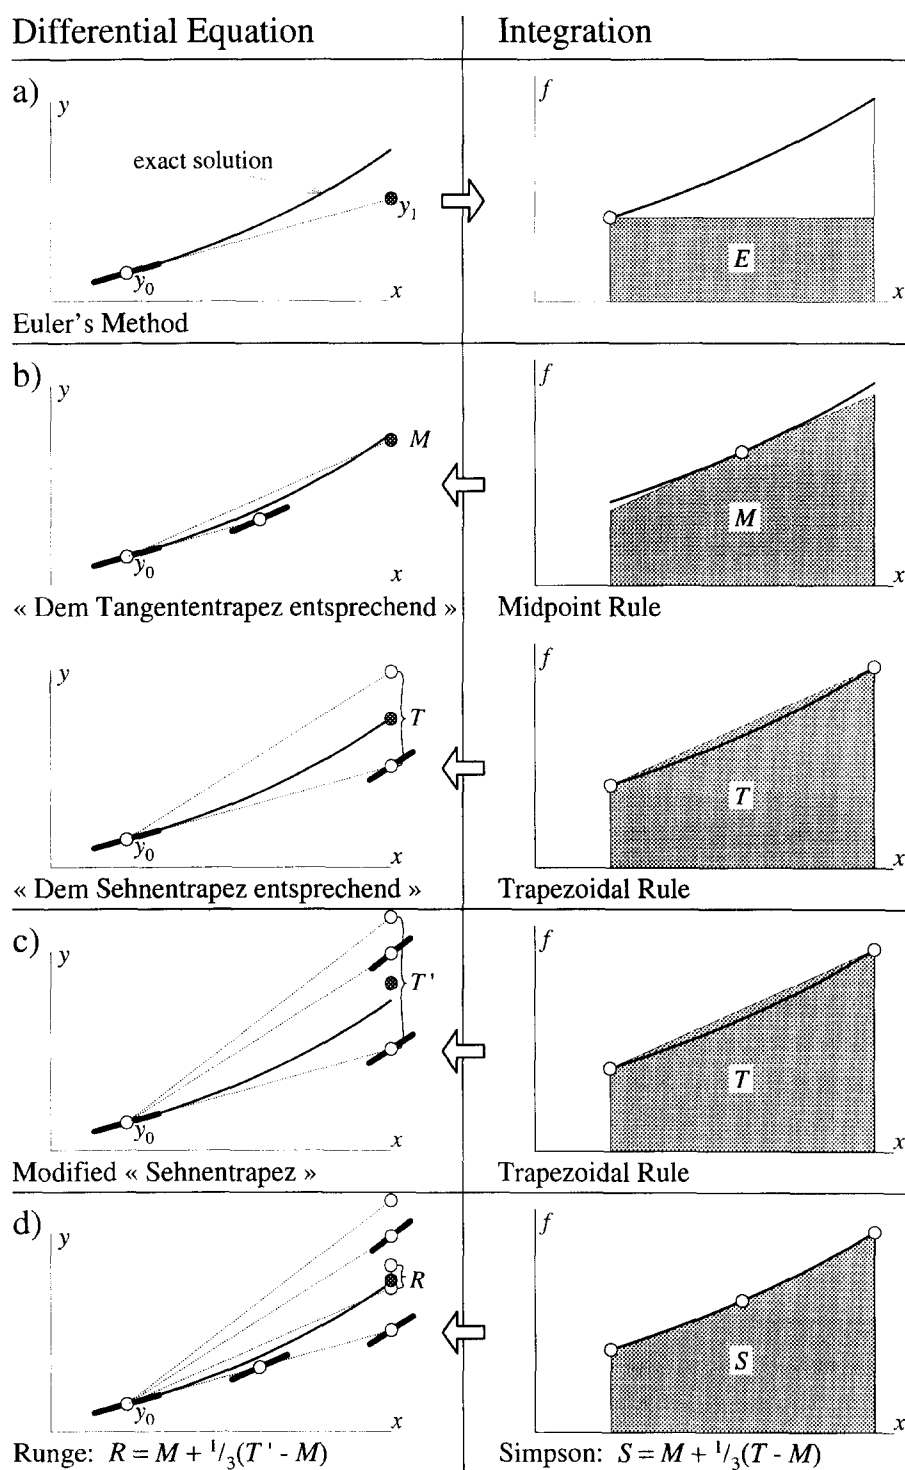 Differential Equation
Integration
a)
y
exact solution
y1
y0
x
Euler's Method
f
E
x
b)
y
M
y0
x
« Dem Tangententrapez entsprechend »
f
M
x
Midpoint Rule
y
T
y0
x
« Dem Sehnentrapez entsprechend »
f
T
x
Trapezoidal Rule
c)
y
T'
y0
x
Modified « Sehnentrapez »
f
T
x
Trapezoidal Rule
d)
y
R
y0
x
Runge: R = M + 1/3(T' - M)
f
S
x
Simpson: S = M + 1/3(T - M)